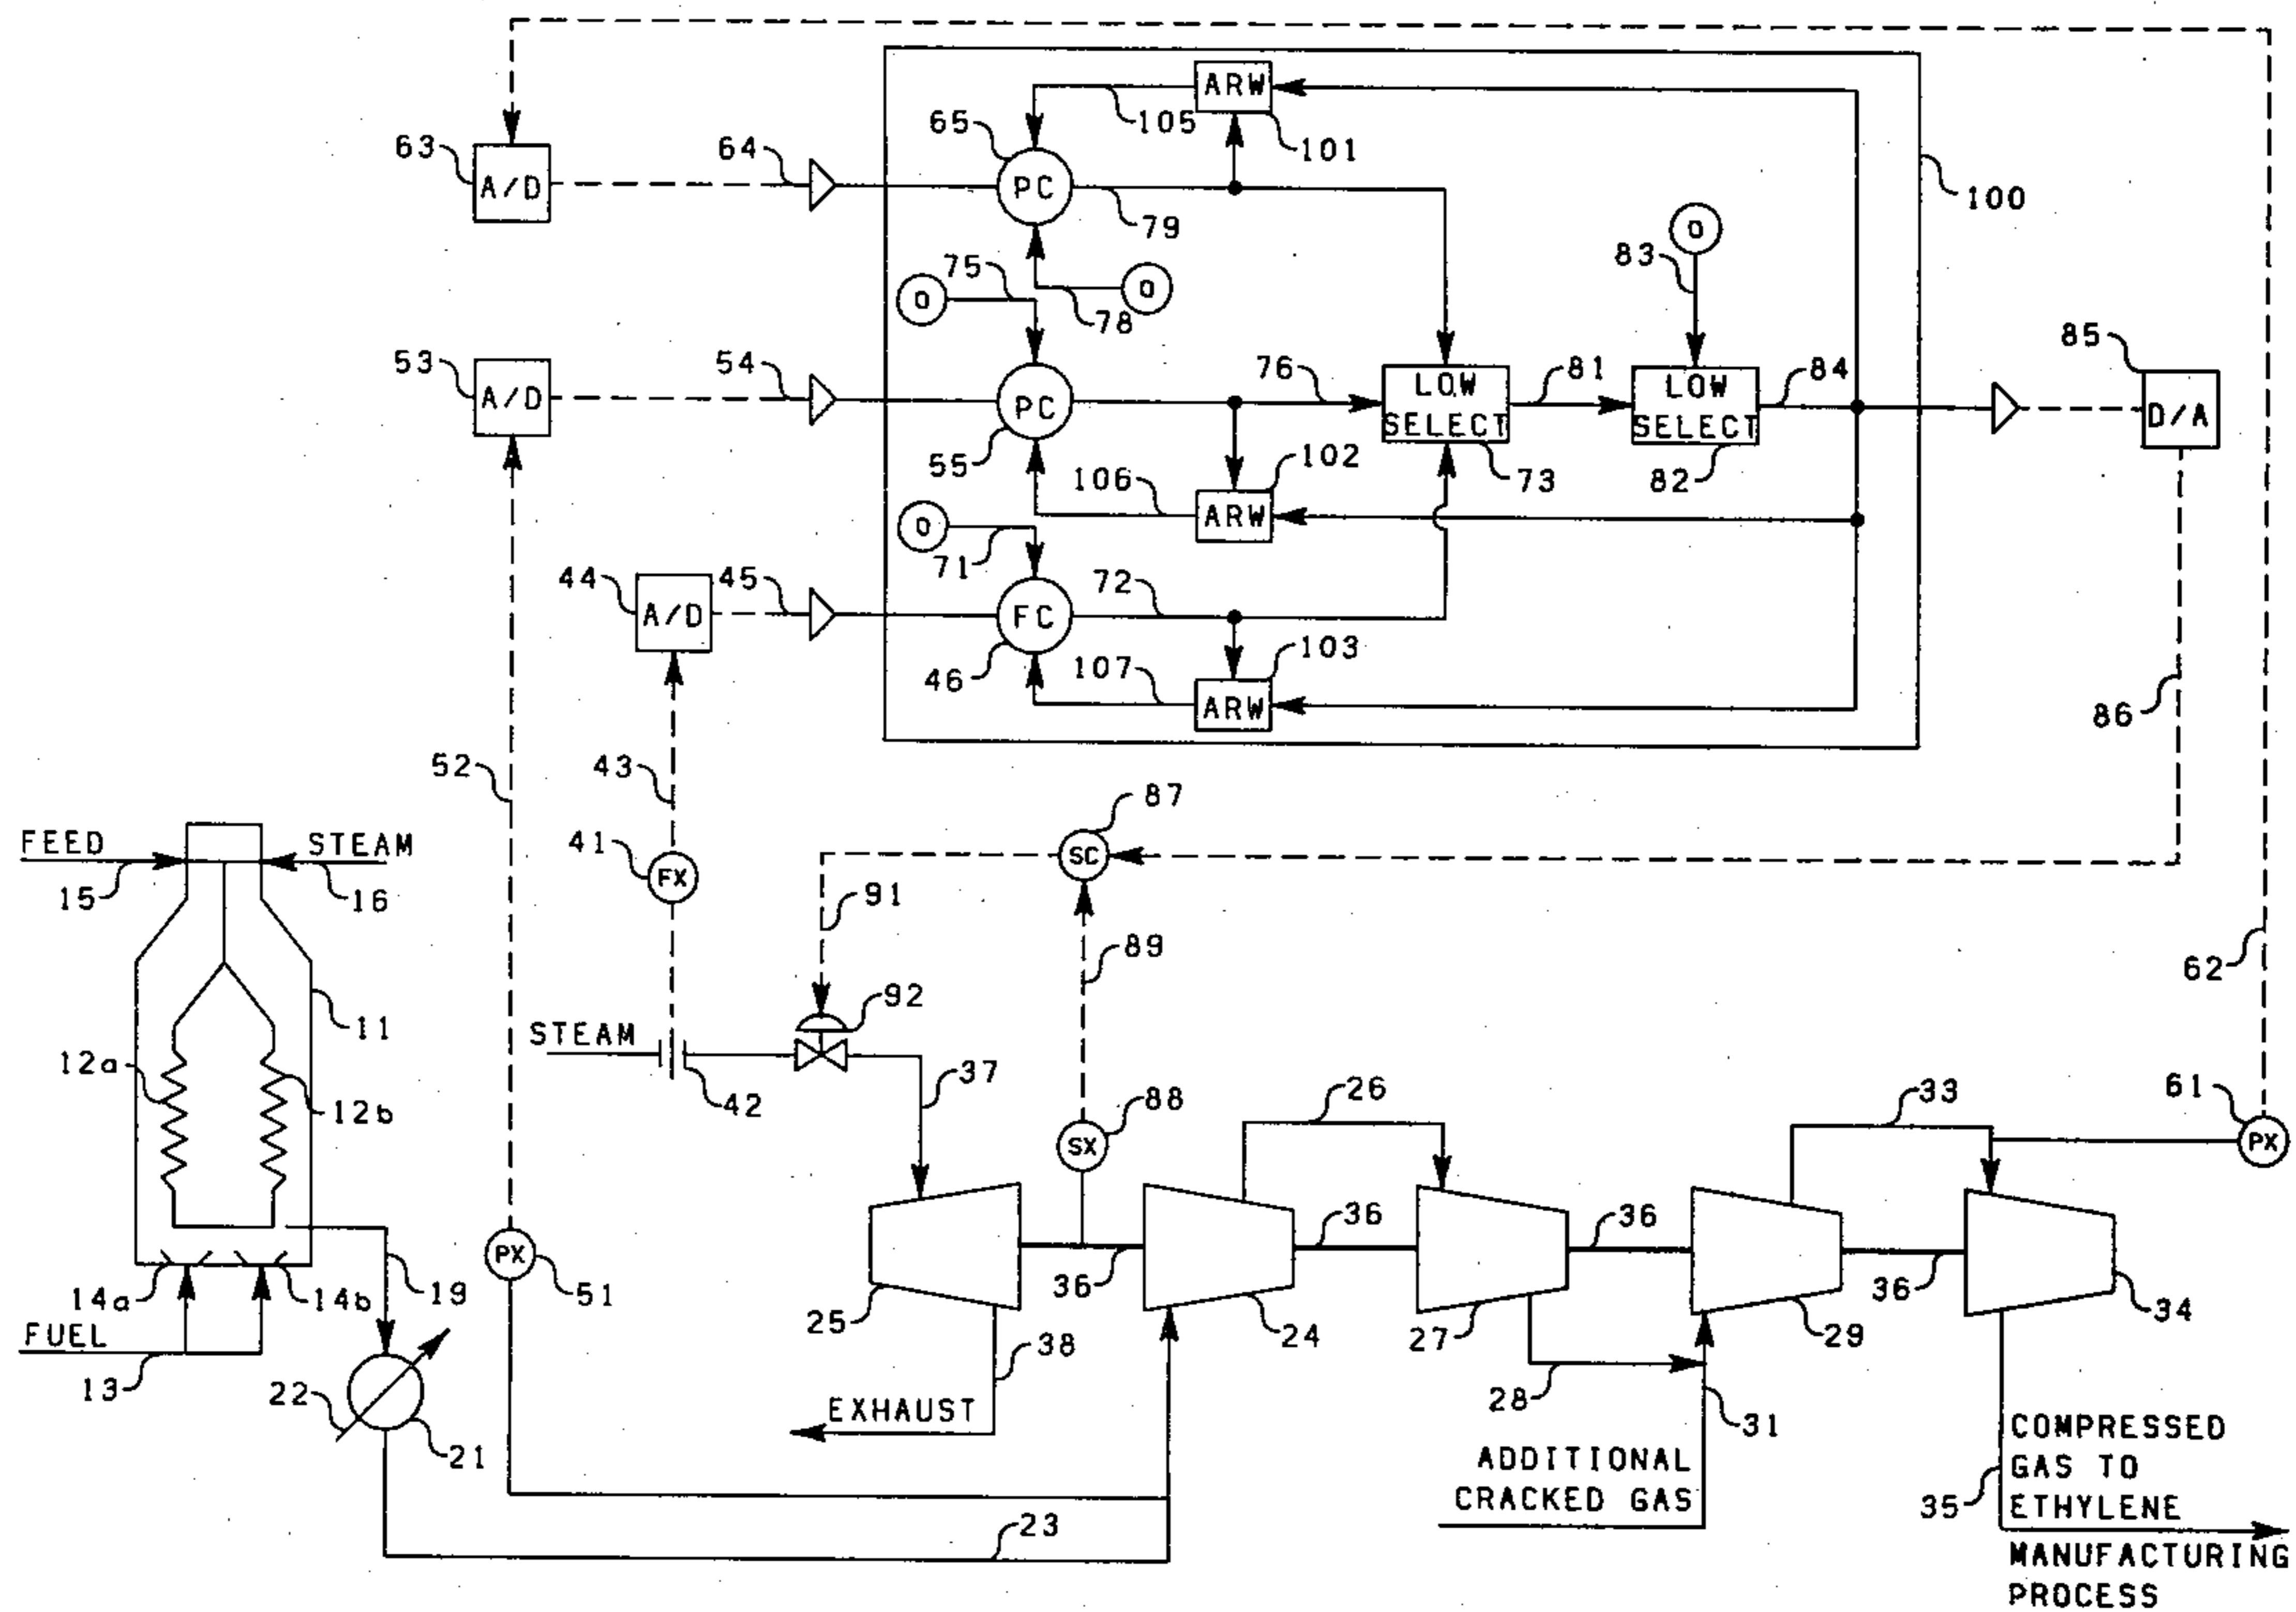 ARW
105
101
65
63
64
A/D
PC
79
100
75
O
O
78
83
O
53
54
A/D
PC
76
LOW
SELECT
81
LOW
SELECT
84
85
D/A
55
102
106
ARW
73
82
O
71
44
45
A/D
FC
72
46
107
103
ARW
86
52
43
87
SC
FEED
STEAM
15
16
41
FX
91
89
62
11
92
STEAM
42
37
12a
12b
88
SX
26
33
61
PX
PX
51
36
36
36
36
14a
14b
19
25
24
27
29
34
FUEL
13
38
28
31
22
21
EXHAUST
ADDITIONAL
CRACKED GAS
COMPRESSED
GAS TO
ETHYLENE
MANUFACTURING
PROCESS
35
23